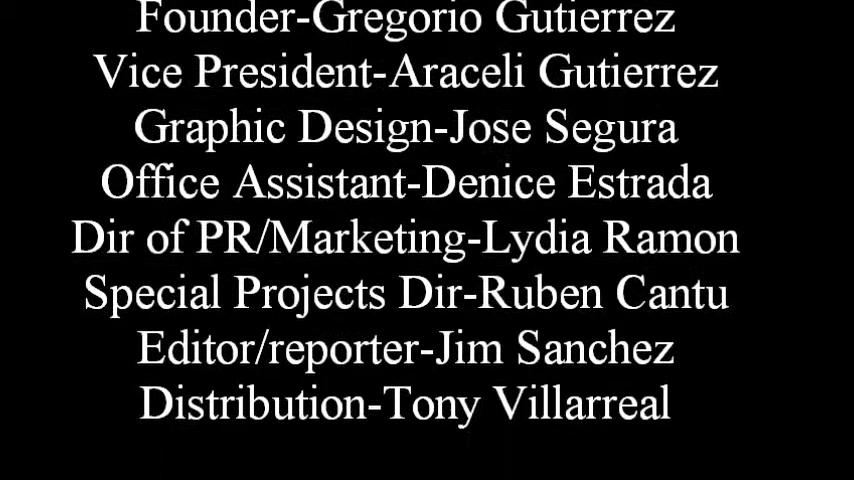 Founder-Gregorio Gutierrez
Vice President-Araceli Gutierrez
Graphic Design-Jose Segura
Office Assistant-Denice Estrada
Dir of PR/Marketing-Lydia Ramon
Special Projects Dir-Ruben Cantu
Editor/reporter-Jim Sanchez
Distribution-Tony Villarreal